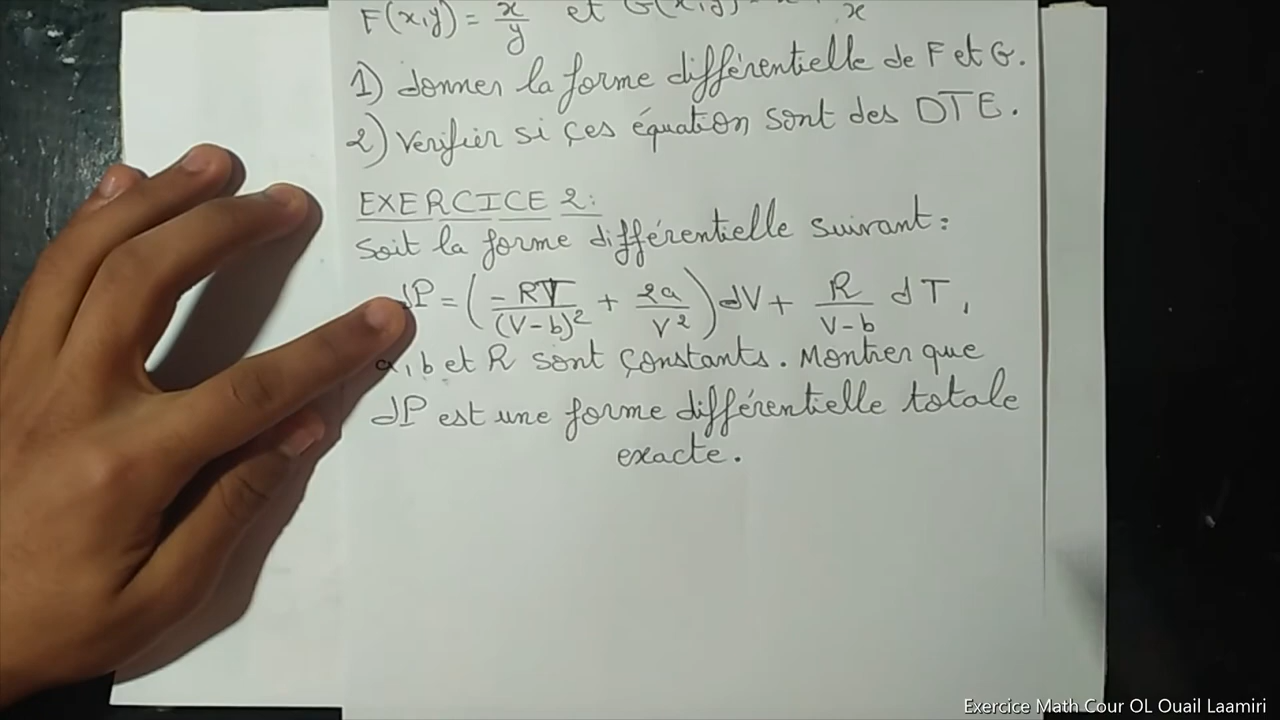 F(x,y) = x/y et G(x,y) = x
1) donner la forme différentielle de F et G.
2) Verifier si çes équation sont des DTE.
EXERCICE 2:
Soit la forme différentielle suivant:
dP = (-RT/(V-b)² + 2a/V²) dV + R/(V-b) dT,
a, b et R sont çonstants. Montrer que
dP est une forme différentielle totale
exacte.
Exercice Math Cour OL Ouail Laamiri